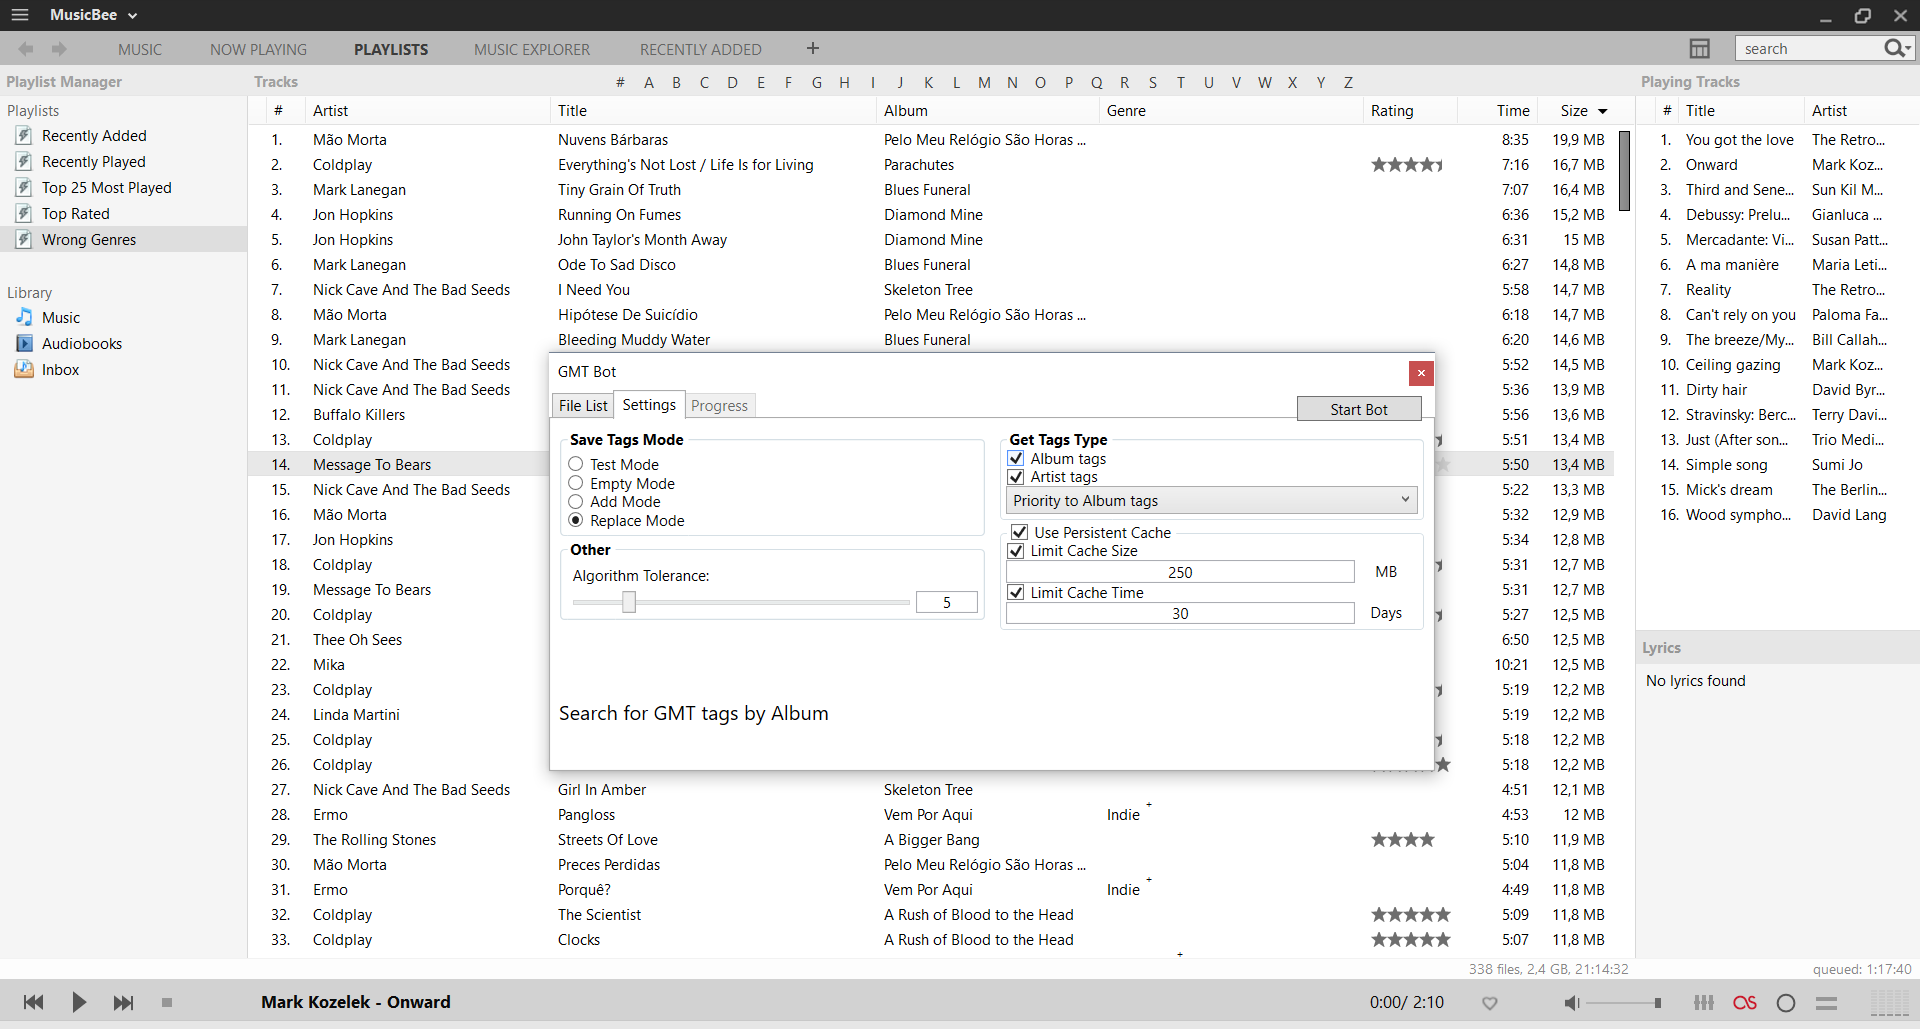 MusicBee
MUSIC NOW PLAYING PLAYLISTS MUSIC EXPLORER RECENTLY ADDED + search
Playlist Manager
Playlists
Recently Added
Recently Played
Top 25 Most Played
Top Rated
Wrong Genres
Library
Music
Audiobooks
Inbox
Tracks # A B C D E F G H I J K L M N O P Q R S T U V W X Y Z
# Artist Title Album Genre Rating Time Size
1. Mão Morta Nuvens Bárbaras Pelo Meu Relógio São Horas ... 8:35 19,9 MB
2. Coldplay Everything's Not Lost / Life Is for Living Parachutes 7:16 16,7 MB
3. Mark Lanegan Tiny Grain Of Truth Blues Funeral 7:07 16,4 MB
4. Jon Hopkins Running On Fumes Diamond Mine 6:36 15,2 MB
5. Jon Hopkins John Taylor's Month Away Diamond Mine 6:31 15 MB
6. Mark Lanegan Ode To Sad Disco Blues Funeral 6:27 14,8 MB
7. Nick Cave And The Bad Seeds I Need You Skeleton Tree 5:58 14,7 MB
8. Mão Morta Hipótese De Suicídio Pelo Meu Relógio São Horas ... 6:18 14,7 MB
9. Mark Lanegan Bleeding Muddy Water Blues Funeral 6:20 14,6 MB
10. Nick Cave And The Bad Seeds 5:52 14,5 MB
11. Nick Cave And The Bad Seeds 5:36 13,9 MB
12. Buffalo Killers 5:56 13,6 MB
13. Coldplay 5:51 13,4 MB
14. Message To Bears 5:50 13,4 MB
15. Nick Cave And The Bad Seeds 5:22 13,3 MB
16. Mão Morta 5:32 12,9 MB
17. Jon Hopkins 5:34 12,8 MB
18. Coldplay 5:31 12,7 MB
19. Message To Bears 5:31 12,7 MB
20. Coldplay 5:27 12,5 MB
21. Thee Oh Sees 6:50 12,5 MB
22. Mika 10:21 12,5 MB
23. Coldplay 5:19 12,2 MB
24. Linda Martini 5:19 12,2 MB
25. Coldplay 5:18 12,2 MB
26. Coldplay 5:18 12,2 MB
27. Nick Cave And The Bad Seeds Girl In Amber Skeleton Tree 4:51 12,1 MB
28. Ermo Pangloss Vem Por Aqui Indie + 4:53 12 MB
29. The Rolling Stones Streets Of Love A Bigger Bang 5:10 11,9 MB
30. Mão Morta Preces Perdidas Pelo Meu Relógio São Horas ... 5:04 11,8 MB
31. Ermo Porquê? Vem Por Aqui Indie + 4:49 11,8 MB
32. Coldplay The Scientist A Rush of Blood to the Head 5:09 11,8 MB
33. Coldplay Clocks A Rush of Blood to the Head 5:07 11,8 MB
+
GMT Bot
File List Settings Progress
Start Bot
Save Tags Mode
Test Mode
Empty Mode
Add Mode
Replace Mode
Other
Algorithm Tolerance:
5
Get Tags Type
Album tags
Artist tags
Priority to Album tags
Use Persistent Cache
Limit Cache Size
250 MB
Limit Cache Time
30 Days
Search for GMT tags by Album
Playing Tracks
# Title Artist
1. You got the love The Retro...
2. Onward Mark Koz...
3. Third and Sene... Sun Kil M...
4. Debussy: Prelu... Gianluca ...
5. Mercadante: Vi... Susan Patt...
6. A ma manière Maria Leti...
7. Reality The Retro...
8. Can't rely on you Paloma Fa...
9. The breeze/My... Bill Callah...
10. Ceiling gazing Mark Koz...
11. Dirty hair David Byr...
12. Stravinsky: Berc... Terry Davi...
13. Just (After son... Trio Medi...
14. Simple song Sumi Jo
15. Mick's dream The Berlin...
16. Wood sympho... David Lang
Lyrics
No lyrics found
338 files, 2,4 GB, 21:14:32 queued: 1:17:40
Mark Kozelek - Onward 0:00/ 2:10